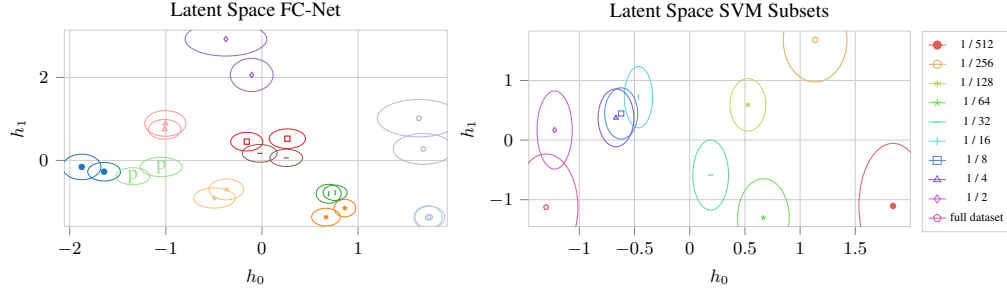 Latent Space FC-Net
2
0
h1
p
p
−2
−1
0
1
h0
Latent Space SVM Subsets
1
0
−1
h1
−1
−0.5
0
0.5
1
1.5
h0
1 / 512
1 / 256
1 / 128
1 / 64
1 / 32
1 / 16
1 / 8
1 / 4
1 / 2
full dataset